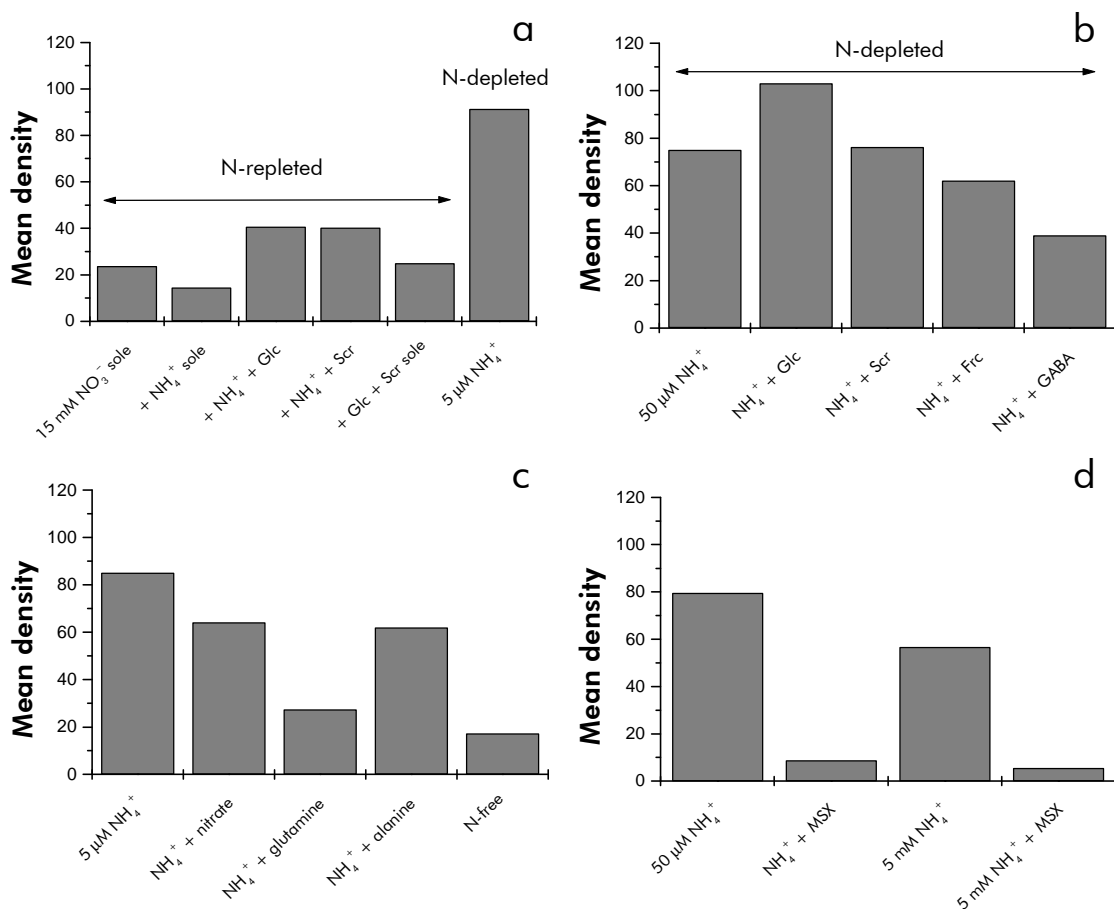 a
N-depleted
N-repleted
Mean density
120
100
80
60
40
20
0
15 mM NO₃⁻ sole
+ NH₄⁺ sole
+ NH₄⁺ + Glc
+ NH₄⁺ + Scr
+ Glc + Scr sole
5 µM NH₄⁺
b
N-depleted
Mean density
120
100
80
60
40
20
0
50 µM NH₄⁺
NH₄⁺ + Glc
NH₄⁺ + Scr
NH₄⁺ + Frc
NH₄⁺ + GABA
c
Mean density
120
100
80
60
40
20
0
5 µM NH₄⁺
NH₄⁺ + nitrate
NH₄⁺ + glutamine
NH₄⁺ + alanine
N-free
d
Mean density
120
100
80
60
40
20
0
50 µM NH₄⁺
NH₄⁺ + MSX
5 mM NH₄⁺
5 mM NH₄⁺ + MSX